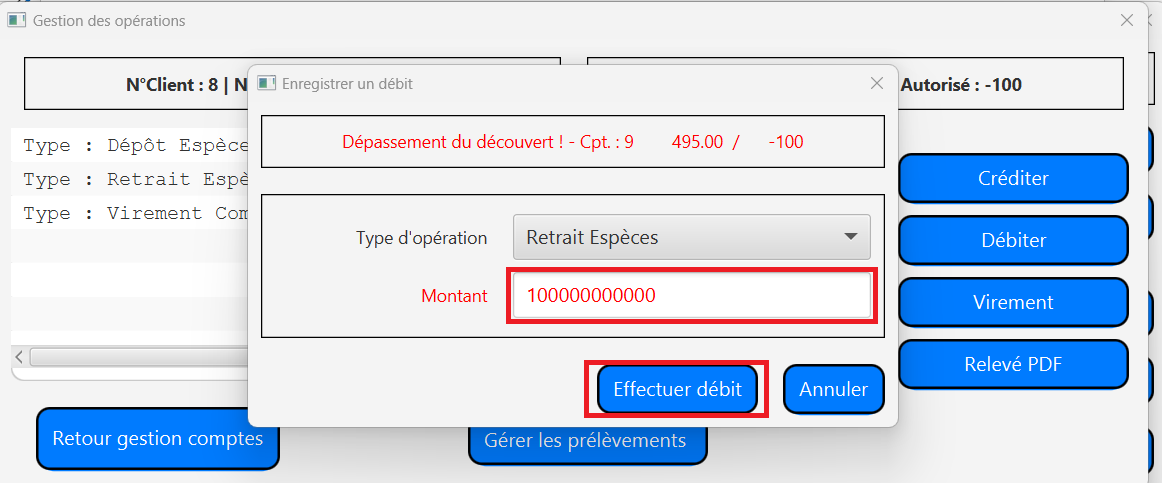 Gestion des opérations
N°Client : 8 | N
Autorisé : -100
Enregistrer un débit
Dépassement du découvert ! - Cpt. : 9 495.00 / -100
Type : Dépôt Espèce
Type : Retrait Espè
Type : Virement Com
Type d'opération Retrait Espèces
Montant 100000000000
Effectuer débit Annuler
Créditer
Débiter
Virement
Relevé PDF
Retour gestion comptes
Gérer les prélèvements